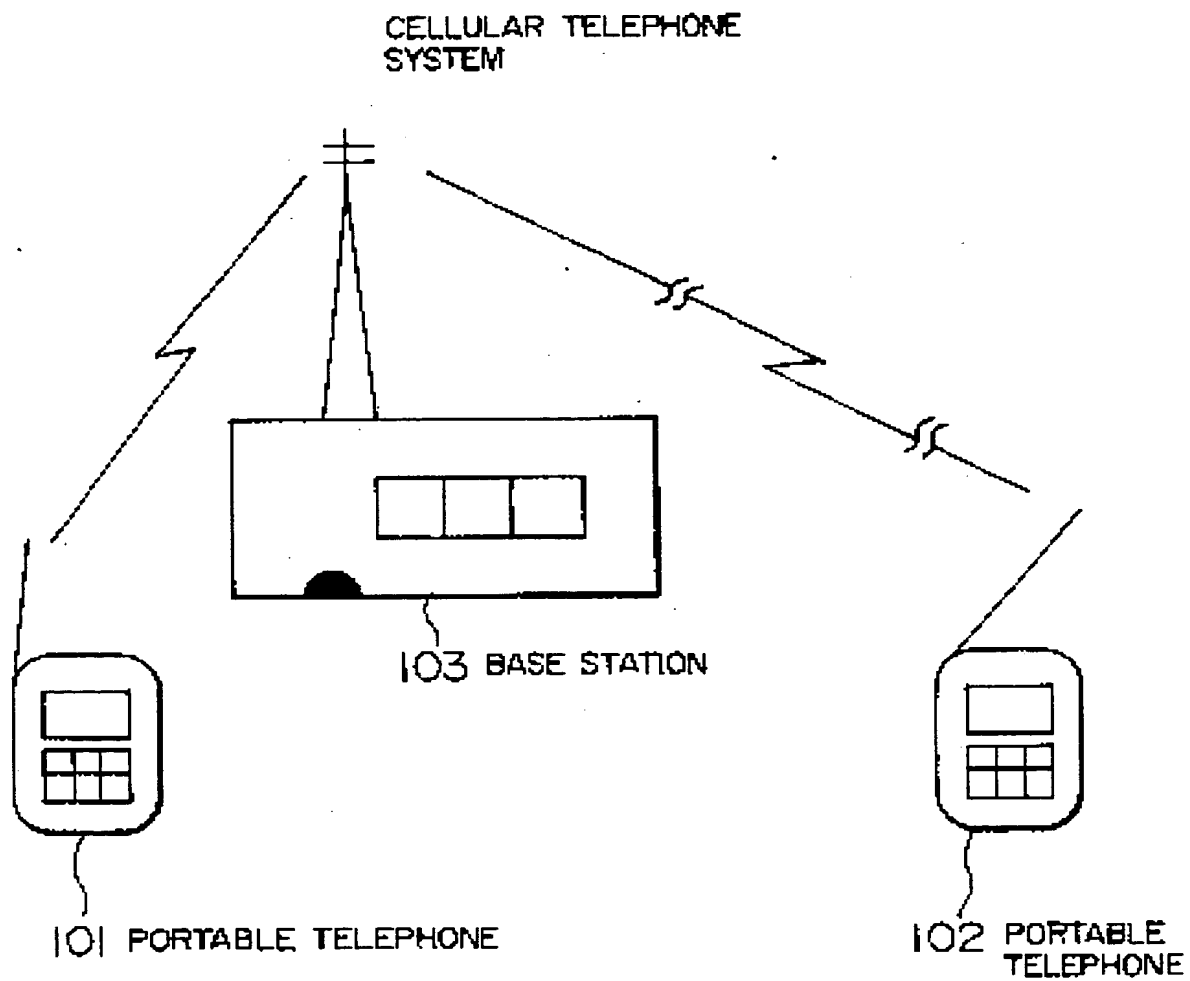 CELLULAR TELEPHONE
SYSTEM
103 BASE STATION
101 PORTABLE TELEPHONE
102 PORTABLE
TELEPHONE